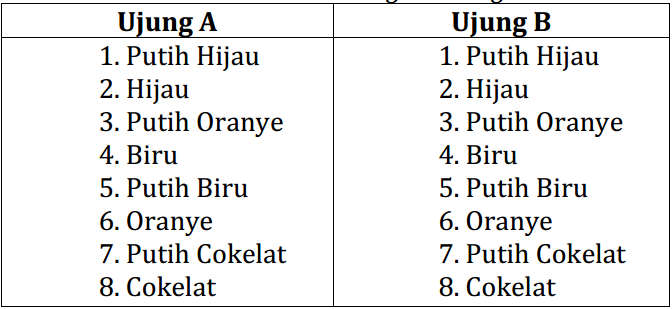 Ujung A Ujung B
1. Putih Hijau 1. Putih Hijau
2. Hijau 2. Hijau
3. Putih Oranye 3. Putih Oranye
4. Biru 4. Biru
5. Putih Biru 5. Putih Biru
6. Oranye 6. Oranye
7. Putih Cokelat 7. Putih Cokelat
8. Cokelat 8. Cokelat